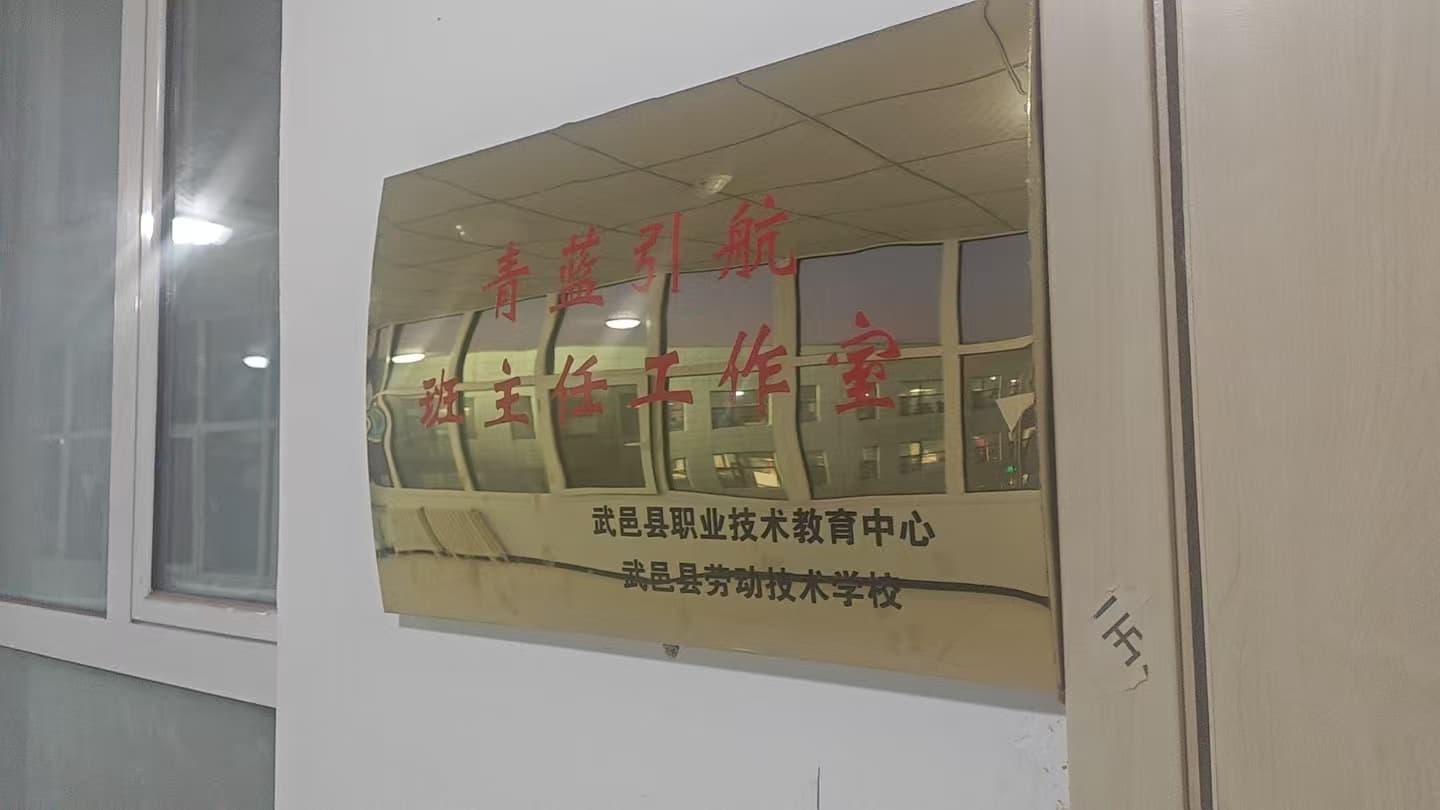 青蓝引航
班主任工作室
武邑县职业技术教育中心
武邑县劳动技术学校